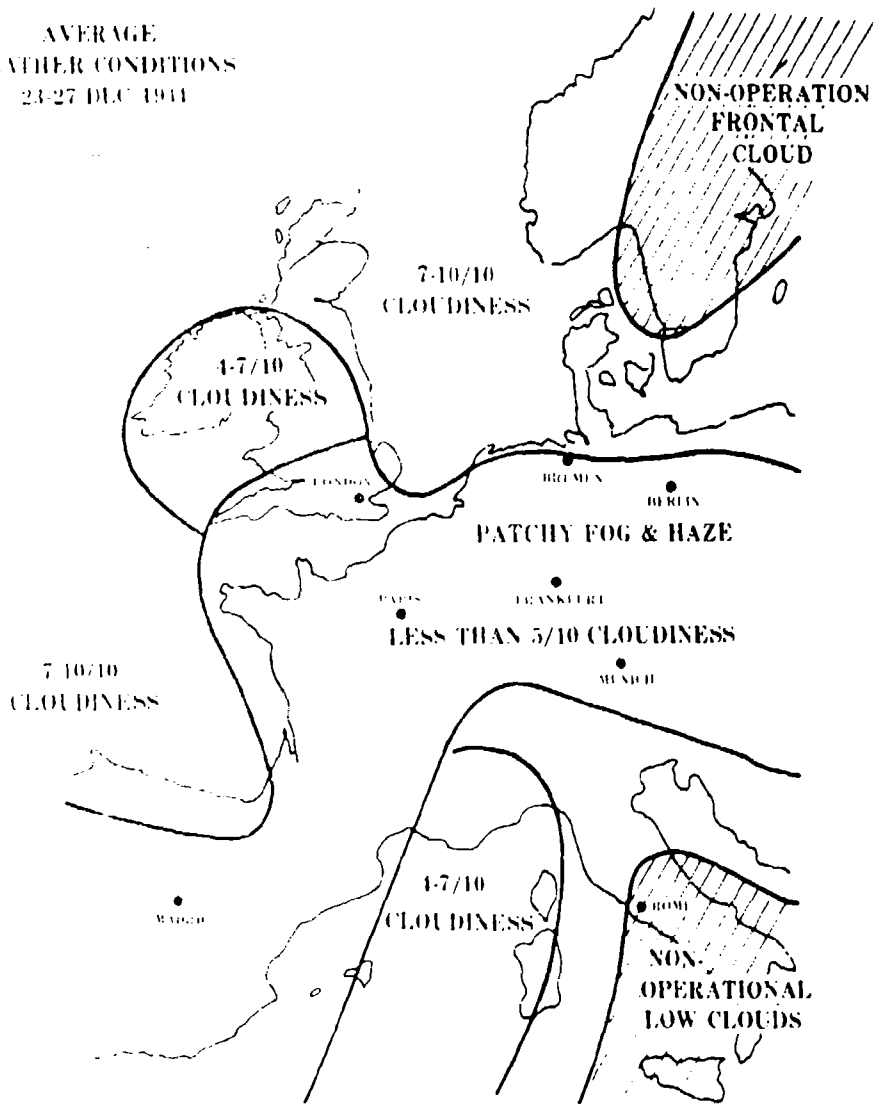 AVERAGE
ATHER CONDITIONS
23-27 DEC 1944
NON-OPERATION
FRONTAL
CLOUD
7-10/10
CLOUDINESS
4-7/10
CLOUDINESS
LONDON
BREMEN
BERLIN
PATCHY FOG & HAZE
PARIS
FRANKFURT
LESS THAN 5/10 CLOUDINESS
MUNICH
7-10/10
CLOUDINESS
4-7/10
CLOUDINESS
MADRID
ROME
NON-
OPERATIONAL
LOW CLOUDS